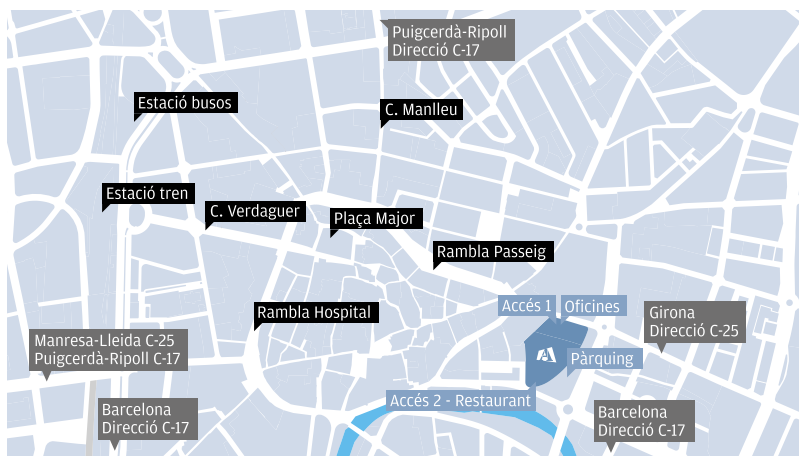 Puigcerdà-Ripoll
Direcció C-17
Estació busos
C. Manlleu
Estació tren
C. Verdaguer
Plaça Major
Rambla Passeig
Rambla Hospital
Accés 1
Oficines
Girona
Direcció C-25
Manresa-Lleida C-25
Puigcerdà-Ripoll C-17
Pàrquing
Accés 2 - Restaurant
Barcelona
Direcció C-17
Barcelona
Direcció C-17